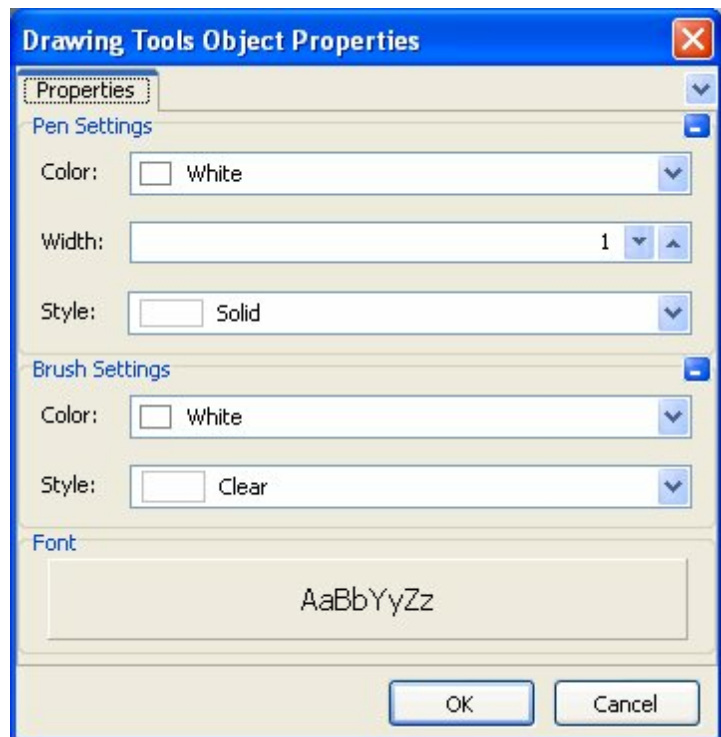 Drawing Tools Object Properties
Properties
Pen Settings
Color: White
Width: 1
Style: Solid
Brush Settings
Color: White
Style: Clear
Font
AaBbYyZz
OK Cancel